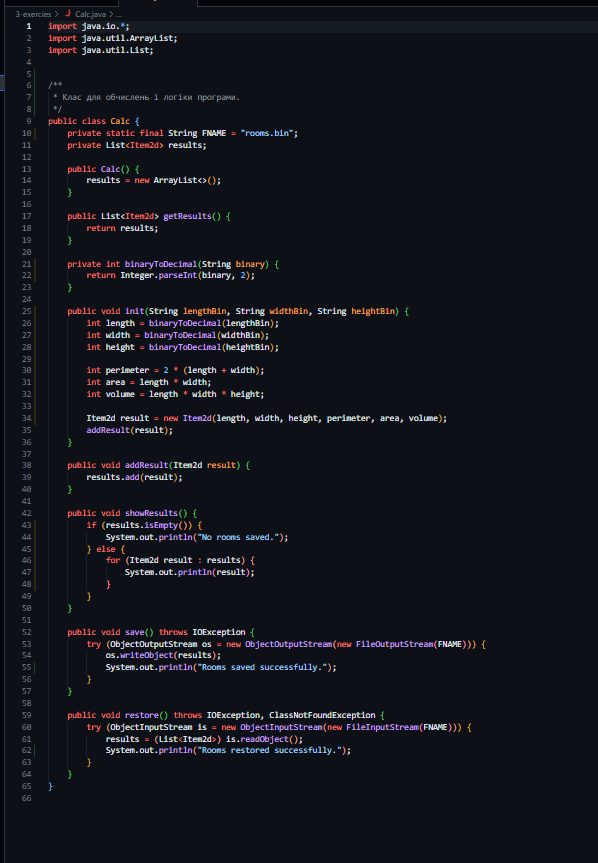 3-exercies > J Calc.java > ...
1 import java.io.*;
2 import java.util.ArrayList;
3 import java.util.List;
4
5
6 /**
7  * Клас для обчислень і логіки програми.
8  */
9 public class Calc {
10     private static final String FNAME = "rooms.bin";
11     private List<Item2d> results;
12
13     public Calc() {
14         results = new ArrayList<>();
15     }
16
17     public List<Item2d> getResults() {
18         return results;
19     }
20
21     private int binaryToDecimal(String binary) {
22         return Integer.parseInt(binary, 2);
23     }
24
25     public void init(String lengthBin, String widthBin, String heightBin) {
26         int length = binaryToDecimal(lengthBin);
27         int width = binaryToDecimal(widthBin);
28         int height = binaryToDecimal(heightBin);
29
30         int perimeter = 2 * (length + width);
31         int area = length * width;
32         int volume = length * width * height;
33
34         Item2d result = new Item2d(length, width, height, perimeter, area, volume);
35         addResult(result);
36     }
37
38     public void addResult(Item2d result) {
39         results.add(result);
40     }
41
42     public void showResults() {
43         if (results.isEmpty()) {
44             System.out.println("No rooms saved.");
45         } else {
46             for (Item2d result : results) {
47                 System.out.println(result);
48             }
49         }
50     }
51
52     public void save() throws IOException {
53         try (ObjectOutputStream os = new ObjectOutputStream(new FileOutputStream(FNAME))) {
54             os.writeObject(results);
55             System.out.println("Rooms saved successfully.");
56         }
57     }
58
59     public void restore() throws IOException, ClassNotFoundException {
60         try (ObjectInputStream is = new ObjectInputStream(new FileInputStream(FNAME))) {
61             results = (List<Item2d>) is.readObject();
62             System.out.println("Rooms restored successfully.");
63         }
64     }
65 }
66